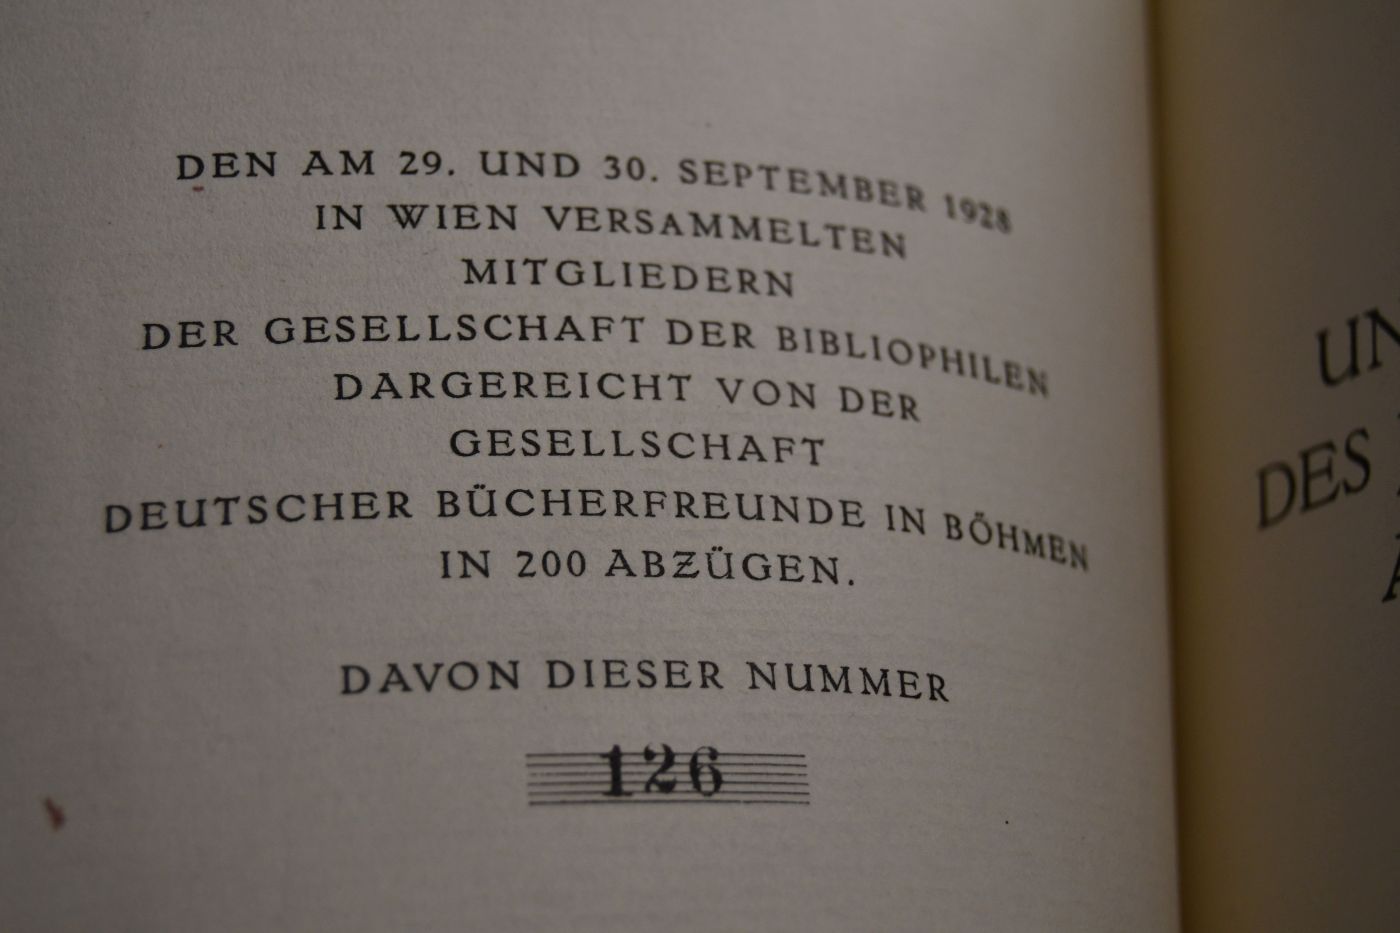 DEN AM 29. UND 30. SEPTEMBER 1928
IN WIEN VERSAMMELTEN
MITGLIEDERN
DER GESELLSCHAFT DER BIBLIOPHILEN
DARGEREICHT VON DER
GESELLSCHAFT
DEUTSCHER BÜCHERFREUNDE IN BÖHMEN
IN 200 ABZÜGEN.
DAVON DIESER NUMMER
126
DES